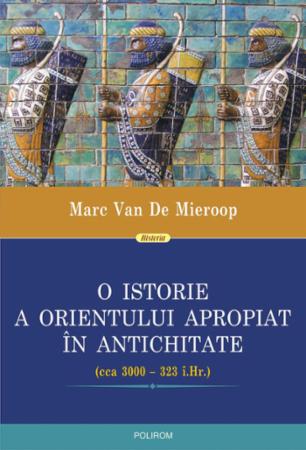 Marc Van De Mieroop
Historia
O ISTORIE
A ORIENTULUI APROPIAT
ÎN ANTICHITATE
(cca 3000 – 323 î.Hr.)
POLIROM